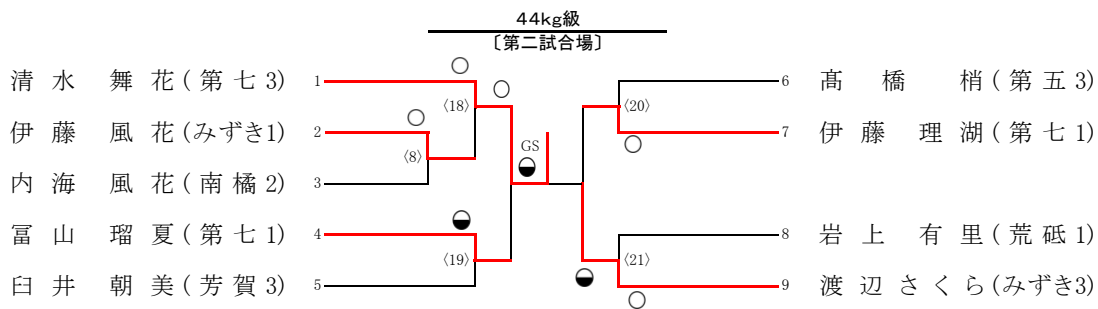 44kg級
〔第二試合場〕
清水 舞花(第七3) 1
伊藤 風花(みずき1) 2
内海 風花(南橘2) 3
冨山 瑠夏(第七1) 4
臼井 朝美(芳賀3) 5
〈18〉
〈8〉
〈19〉
GS
〈20〉
〈21〉
6 髙橋 梢(第五3)
7 伊藤 理湖(第七1)
8 岩上 有里(荒砥1)
9 渡辺さくら(みずき3)